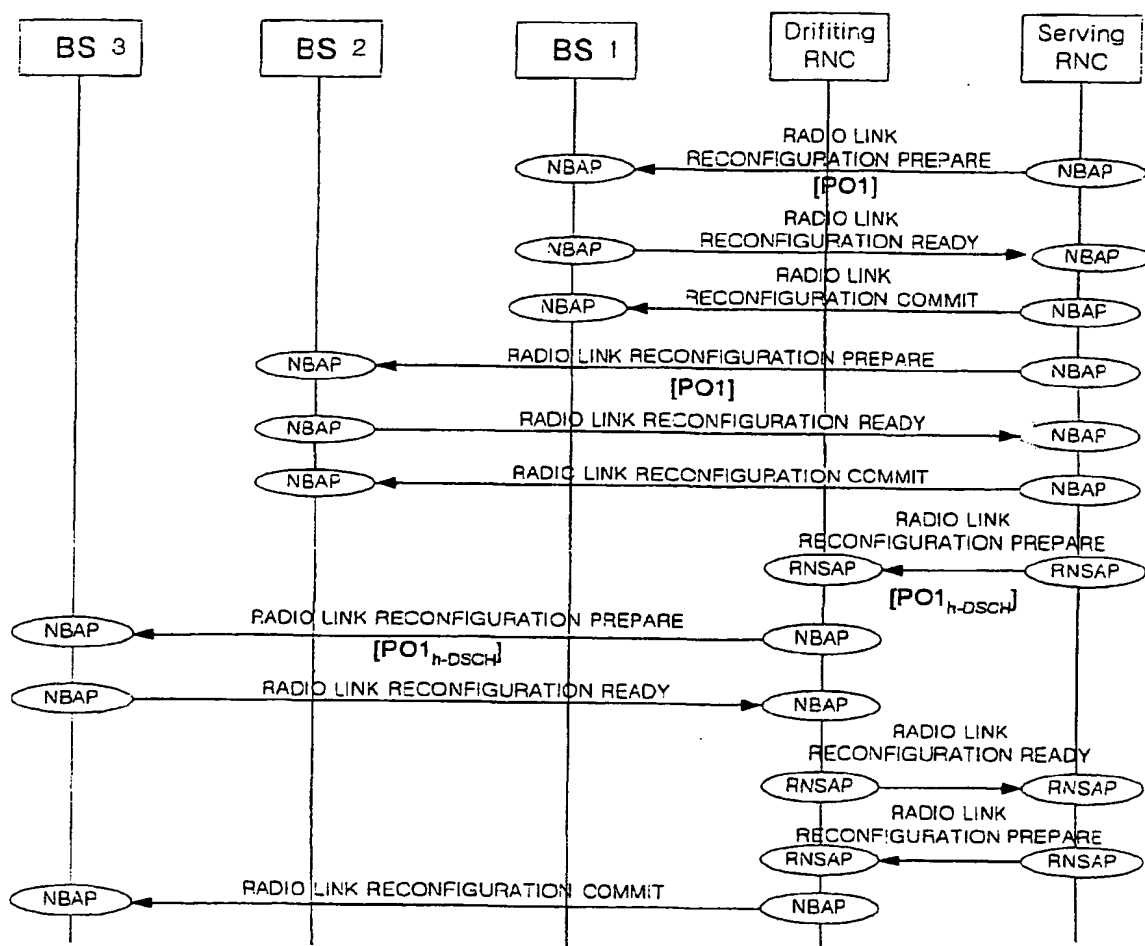 BS 3
BS 2
BS 1
Drifiting
RNC
Serving
RNC
RADIO LINK
RECONFIGURATION PREPARE
NBAP
NBAP
[PO1]
RADIO LINK
RECONFIGURATION READY
NBAP
NBAP
RADIO LINK
RECONFIGURATION COMMIT
NBAP
NBAP
RADIO LINK RECONFIGURATION PREPARE
NBAP
NBAP
[PO1]
RADIO LINK RECONFIGURATION READY
NBAP
NBAP
RADIO LINK RECONFIGURATION COMMIT
NBAP
NBAP
RADIO LINK
RECONFIGURATION PREPARE
RNSAP
RNSAP
[PO1h-DSCH]
RADIO LINK RECONFIGURATION PREPARE
NBAP
NBAP
[PO1h-DSCH]
RADIO LINK RECONFIGURATION READY
NBAP
NBAP
RADIO LINK
RECONFIGURATION READY
RNSAP
RNSAP
RADIO LINK
RECONFIGURATION PREPARE
RNSAP
RNSAP
RADIO LINK RECONFIGURATION COMMIT
NBAP
NBAP